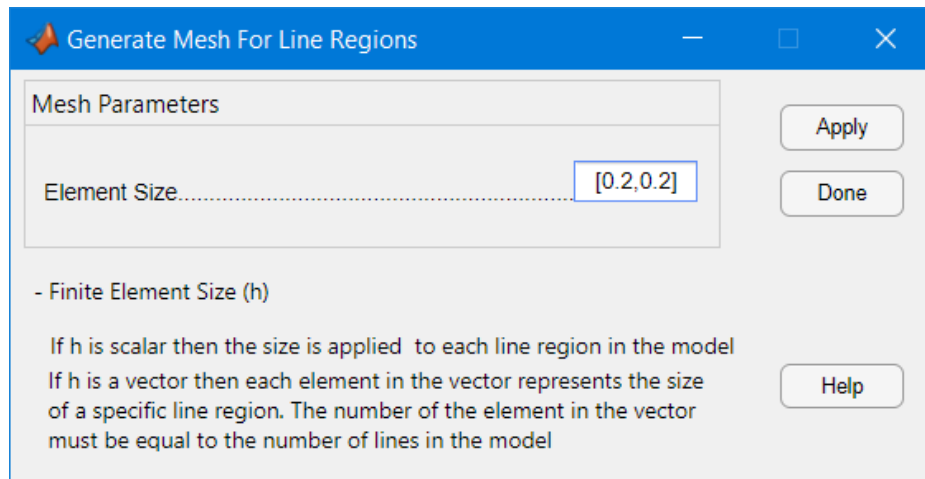 Generate Mesh For Line Regions
Mesh Parameters
Apply
Element Size..............................................................[0.2,0.2]
Done
- Finite Element Size (h)
If h is scalar then the size is applied to each line region in the model
If h is a vector then each element in the vector represents the size
of a specific line region. The number of the element in the vector
must be equal to the number of lines in the model
Help